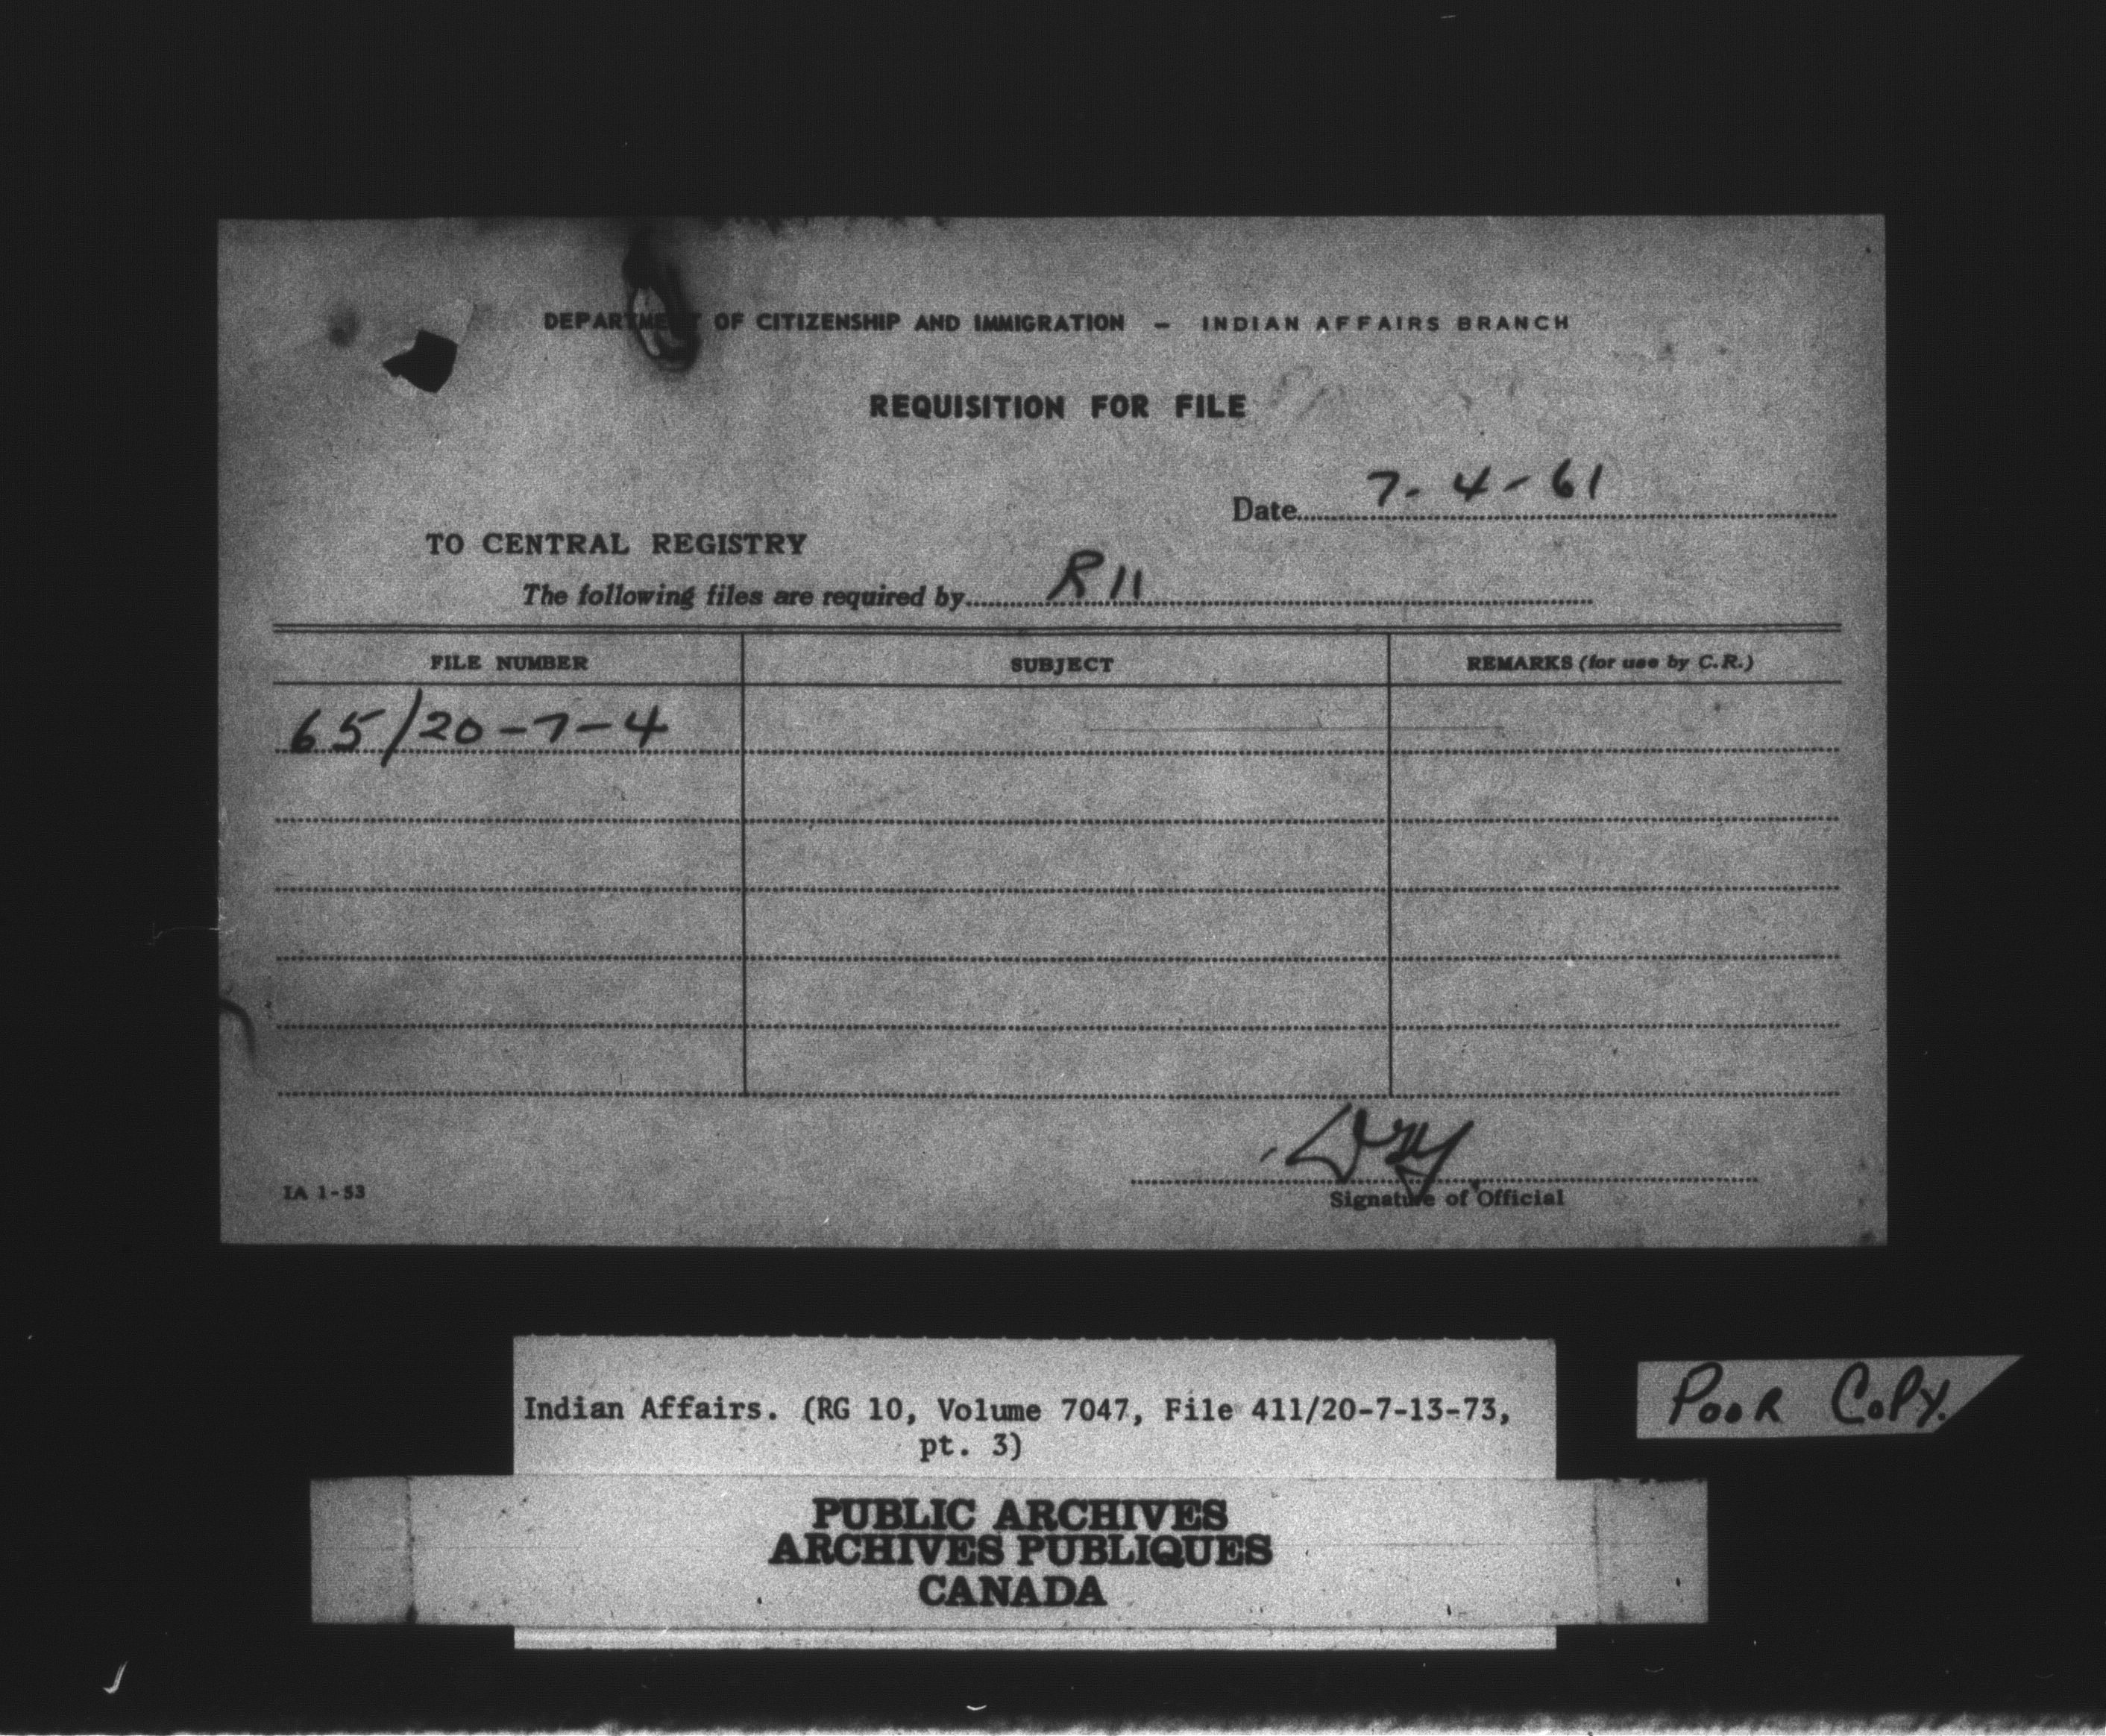 DEPARTMENT OF CITIZENSHIP AND IMMIGRATION – INDIAN AFFAIRS BRANCH
REQUISITION FOR FILE
Date 7-4-61
TO CENTRAL REGISTRY
The following files are required by R11
FILE NUMBER SUBJECT REMARKS (for use by C.R.)
65/20-7-4
Signature of Official
IA 1-53
Indian Affairs. (RG 10, Volume 7047, File 411/20-7-13-73,
pt. 3)
POOR COPY.
PUBLIC ARCHIVES
ARCHIVES PUBLIQUES
CANADA